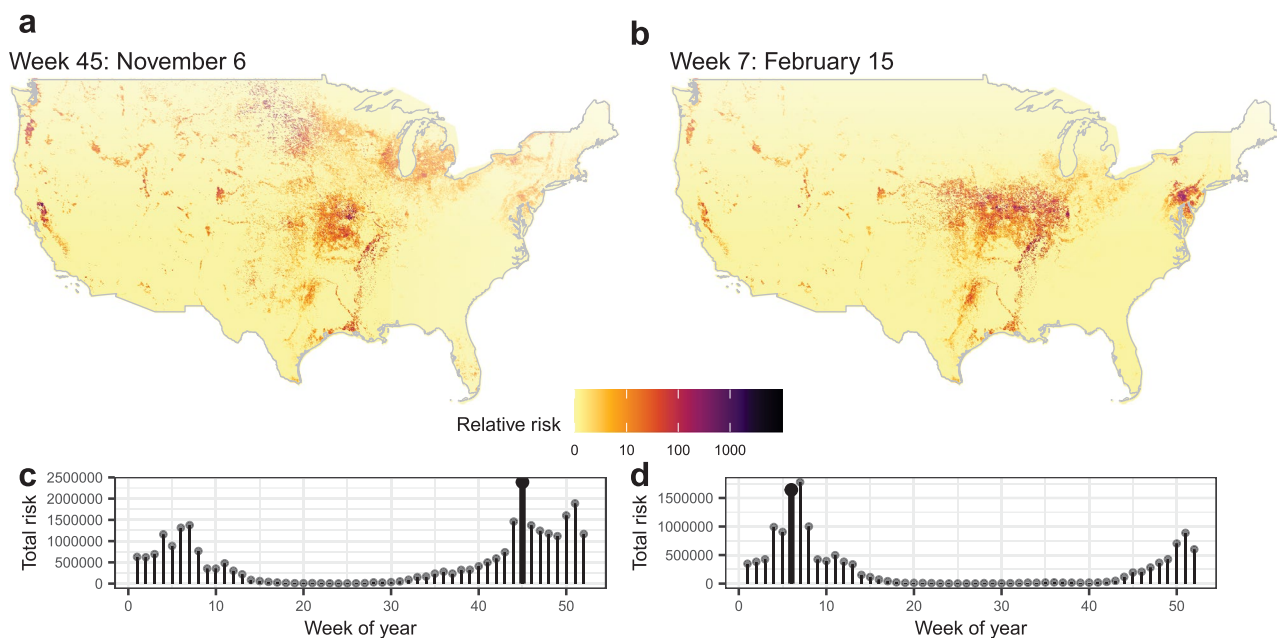 a
Week 45: November 6
b
Week 7: February 15
Relative risk
0 10 100 1000
c
Total risk
2500000
2000000
1500000
1000000
500000
0
0 10 20 30 40 50
Week of year
d
Total risk
1500000
1000000
500000
0
0 10 20 30 40 50
Week of year